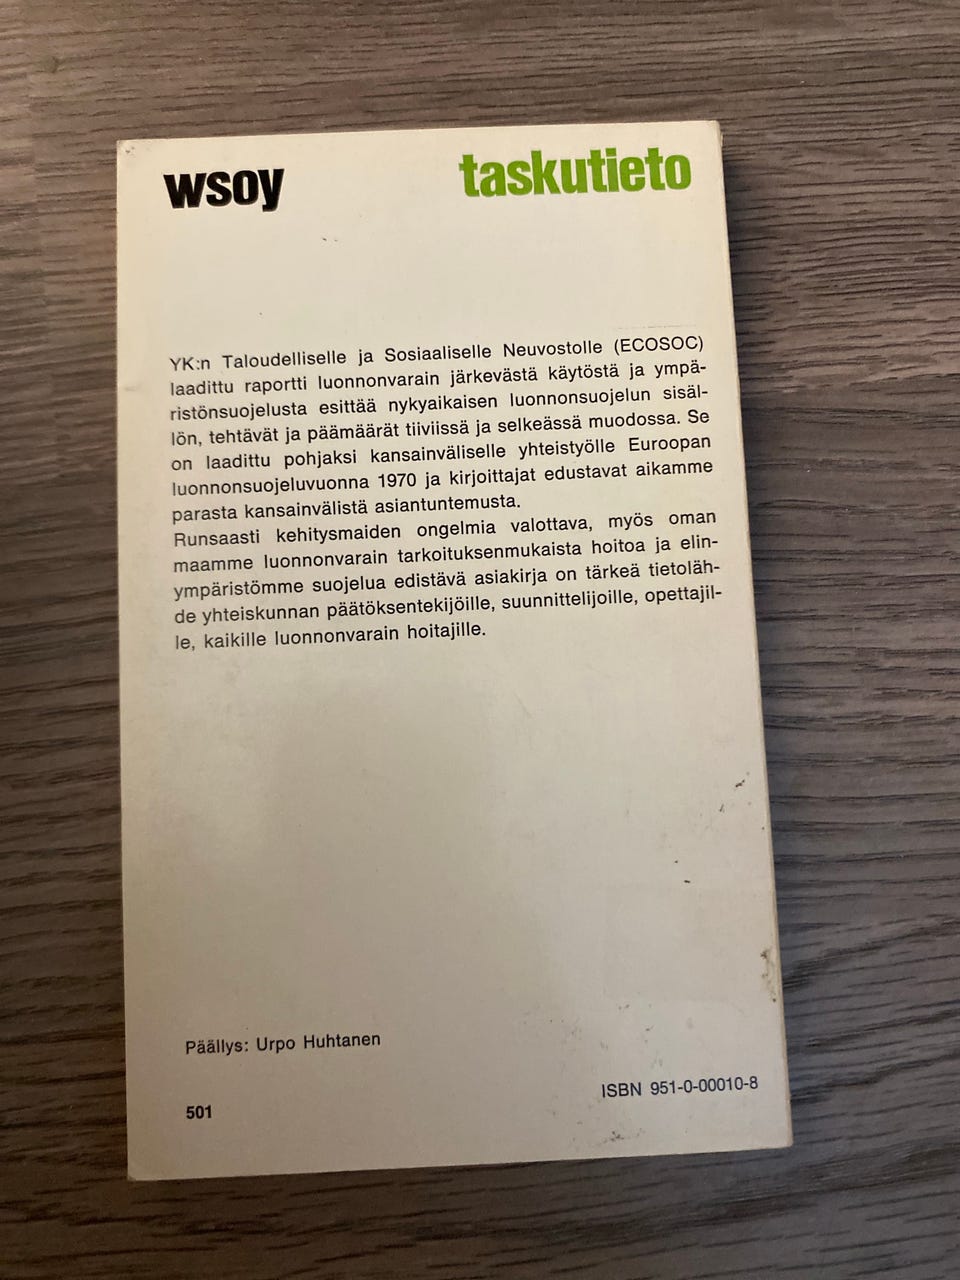 wsoy taskutieto
YK:n Taloudelliselle ja Sosiaaliselle Neuvostolle (ECOSOC)
laadittu raportti luonnonvarain järkevästä käytöstä ja ympä-
ristönsuojelusta esittää nykyaikaisen luonnonsuojelun sisäl-
lön, tehtävät ja päämäärät tiiviissä ja selkeässä muodossa. Se
on laadittu pohjaksi kansainväliselle yhteistyölle Euroopan
luonnonsuojeluvuonna 1970 ja kirjoittajat edustavat aikamme
parasta kansainvälistä asiantuntemusta.
Runsaasti kehitysmaiden ongelmia valottava, myös oman
maamme luonnonvarain tarkoituksenmukaista hoitoa ja elin-
ympäristömme suojelua edistävä asiakirja on tärkeä tietoläh-
de yhteiskunnan päätöksentekijöille, suunnittelijoille, opettajil-
le, kaikille luonnonvarain hoitajille.
Päällys: Urpo Huhtanen
ISBN 951-0-00010-8
501